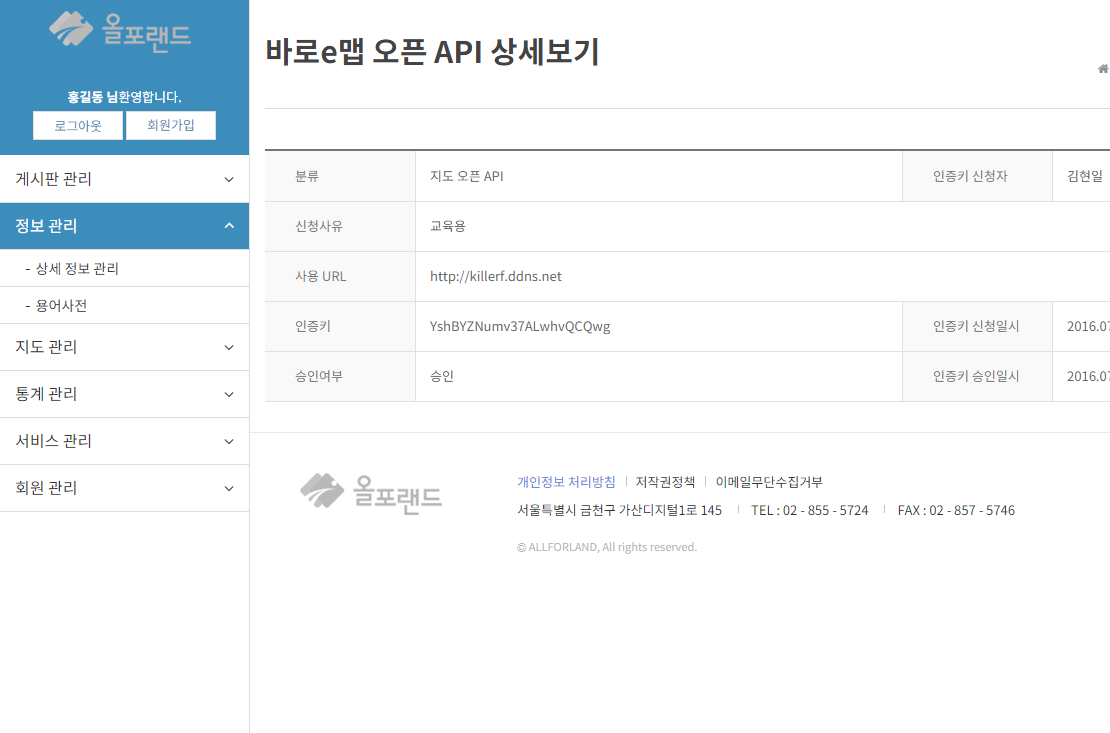 올포랜드
홍길동 님환영합니다.
로그아웃 회원가입
게시판 관리
정보 관리
- 상세 정보 관리
- 용어사전
지도 관리
통계 관리
서비스 관리
회원 관리
바로e맵 오픈 API 상세보기
분류 지도 오픈 API 인증키 신청자 김현일
신청사유 교육용
사용 URL http://killerf.ddns.net
인증키 YshBYZNumv37ALwhvQCQwg 인증키 신청일시 2016.07
승인여부 승인 인증키 승인일시 2016.07
올포랜드
개인정보 처리방침 | 저작권정책 | 이메일무단수집거부
서울특별시 금천구 가산디지털1로 145 | TEL : 02 - 855 - 5724 | FAX : 02 - 857 - 5746
© ALLFORLAND, All rights reserved.